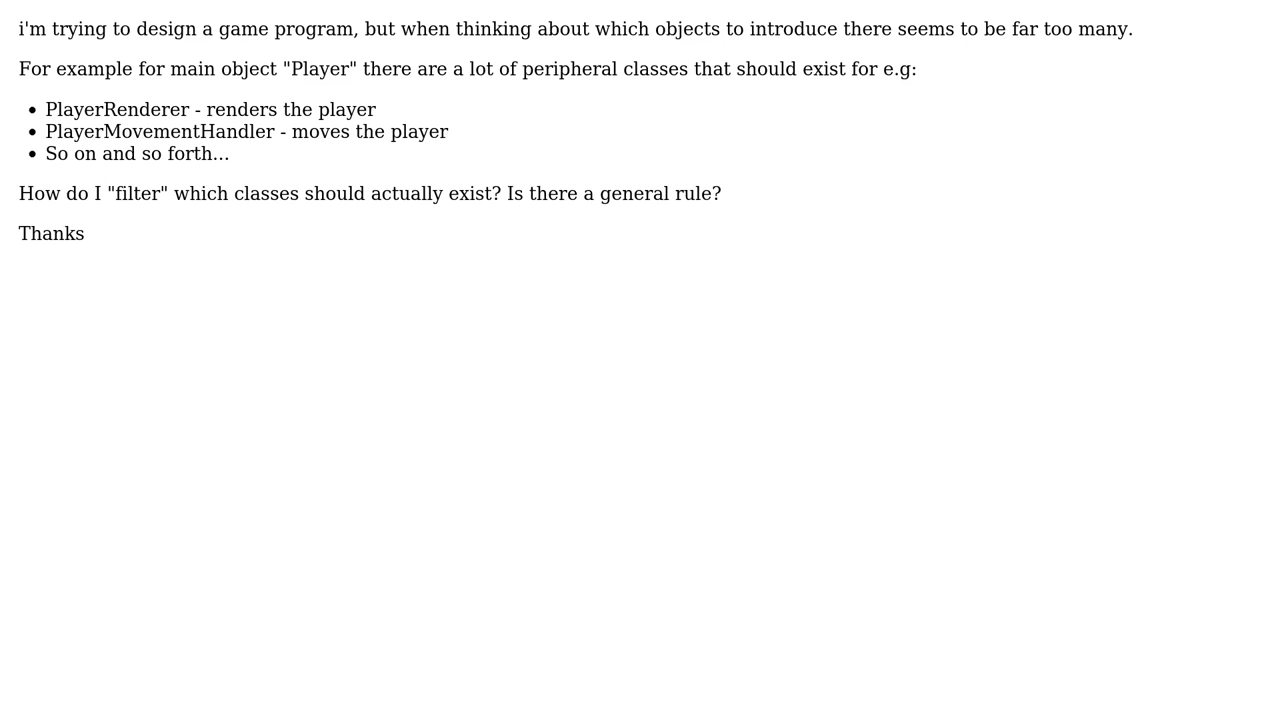 i'm trying to design a game program, but when thinking about which objects to introduce there seems to be far too many.
For example for main object "Player" there are a lot of peripheral classes that should exist for e.g:
• PlayerRenderer - renders the player
• PlayerMovementHandler - moves the player
• So on and so forth...
How do I "filter" which classes should actually exist? Is there a general rule?
Thanks